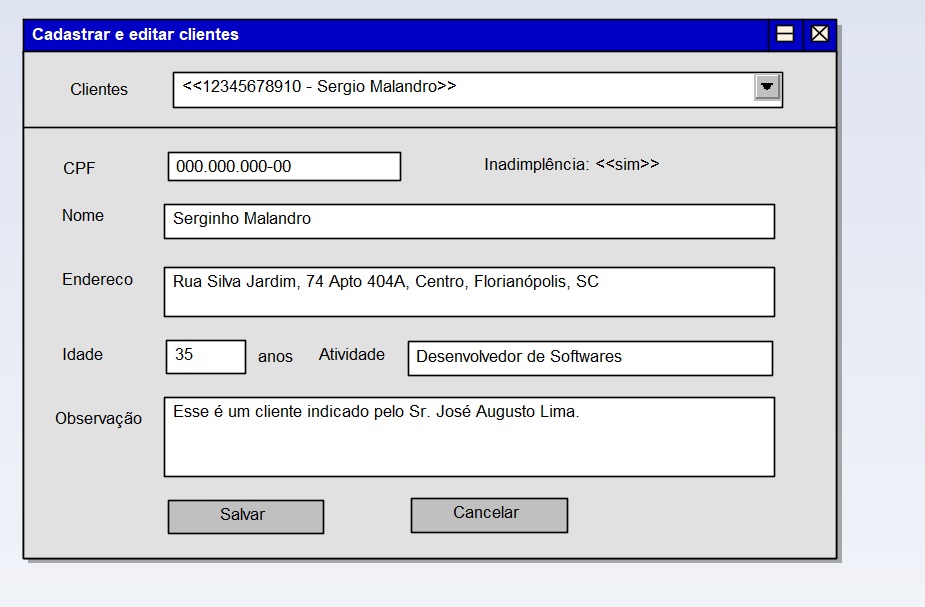 Cadastrar e editar clientes
Clientes <<12345678910 - Sergio Malandro>>
CPF 000.000.000-00 Inadimplência: <<sim>>
Nome Serginho Malandro
Endereco Rua Silva Jardim, 74 Apto 404A, Centro, Florianópolis, SC
Idade 35 anos Atividade Desenvolvedor de Softwares
Observação Esse é um cliente indicado pelo Sr. José Augusto Lima.
Salvar Cancelar